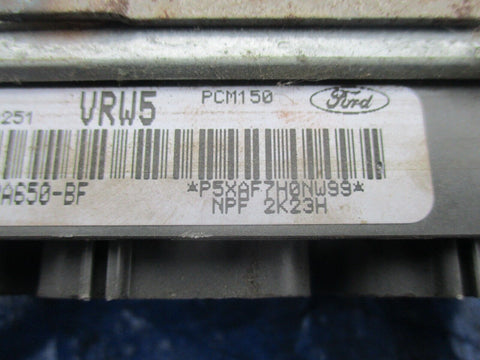 251 VRW5 PCM150 Ford
A650-BF *P5XAF7H0NW99*
NPF 2K23H